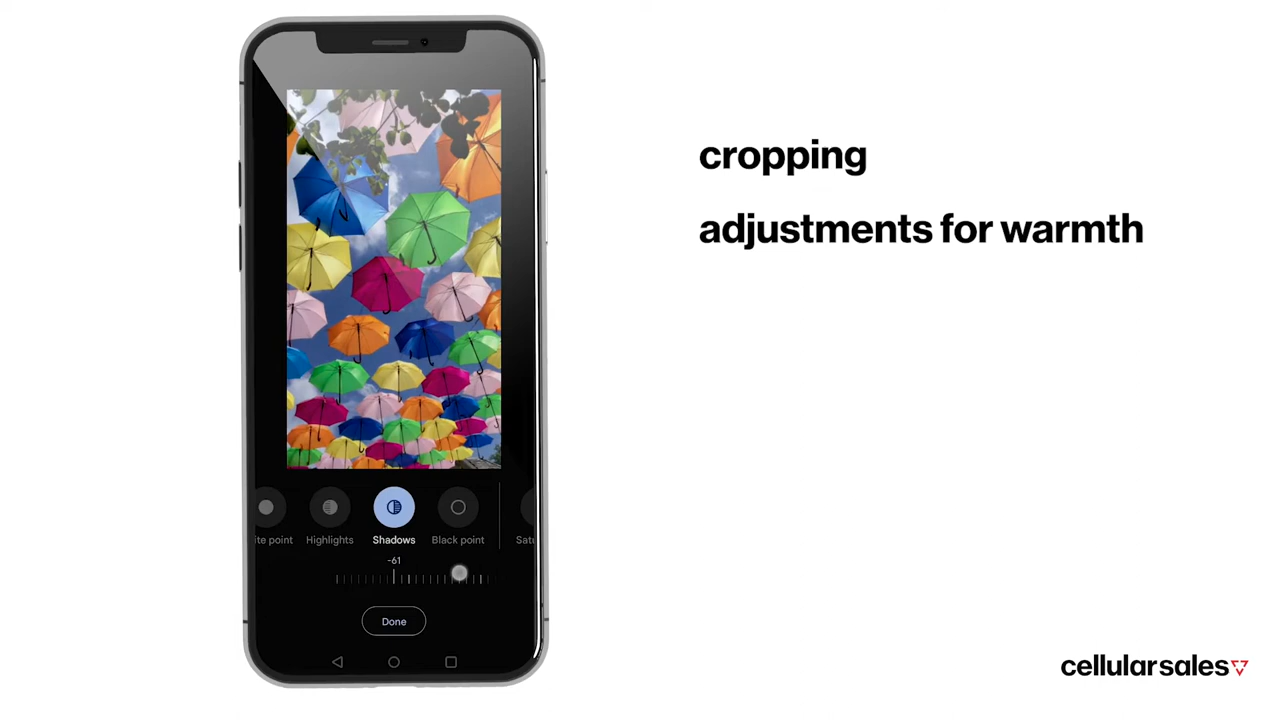 cropping
adjustments for warmth
ite point
Highlights
Shadows
Black point
Satu
-61
Done
cellularsales